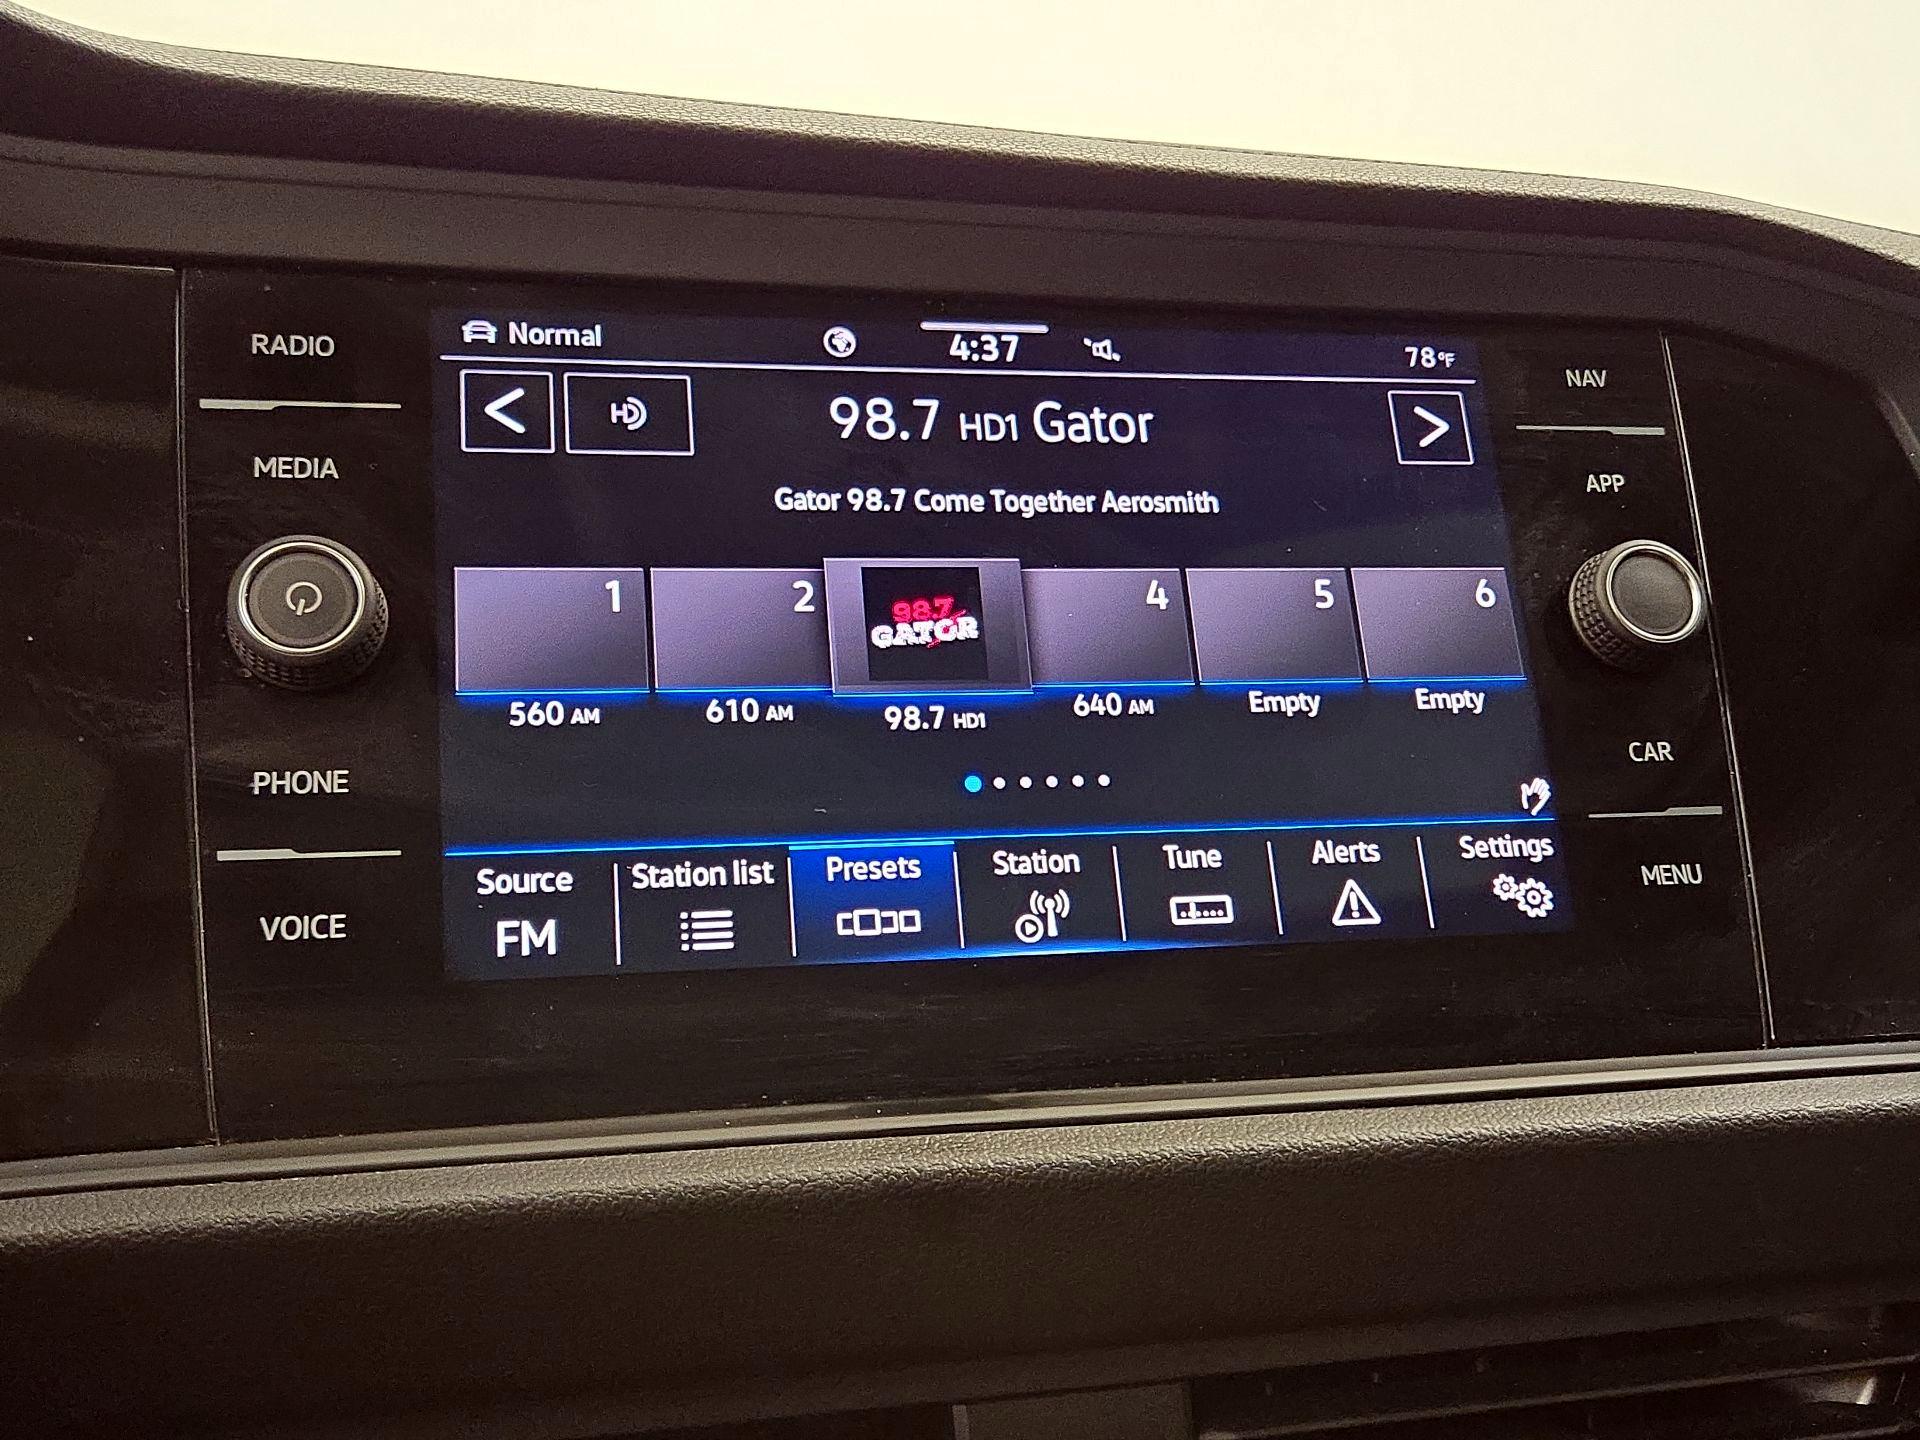 RADIO
MEDIA
PHONE
VOICE
Normal
4:37
78°F
<
HD
98.7 HD1 Gator
>
Gator 98.7 Come Together Aerosmith
1
2
98.7
GATOR
4
5
6
560 AM
610 AM
98.7 HD1
640 AM
Empty
Empty
Source
FM
Station list
Presets
Station
Tune
Alerts
Settings
NAV
APP
CAR
MENU